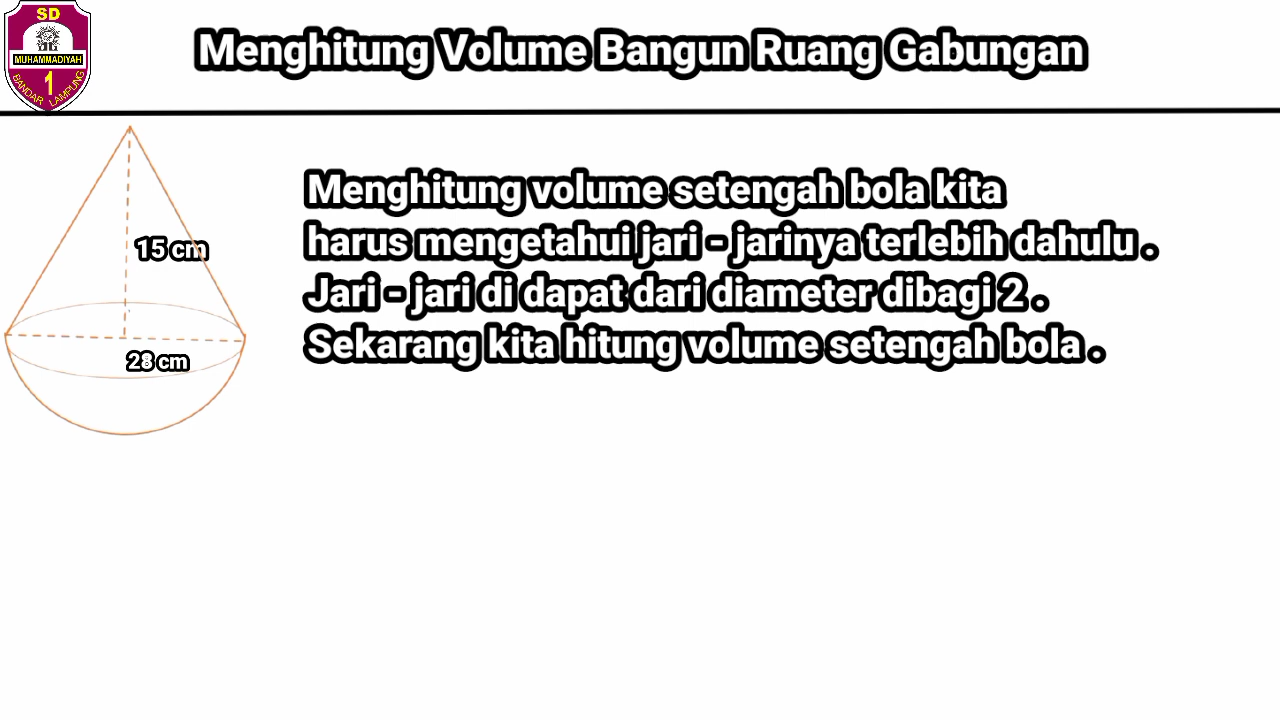 SD
MUHAMMADIYAH
1
BANDAR LAMPUNG
Menghitung Volume Bangun Ruang Gabungan
15 cm
28 cm
Menghitung volume setengah bola kita
harus mengetahui jari - jarinya terlebih dahulu .
Jari - jari di dapat dari diameter dibagi 2 .
Sekarang kita hitung volume setengah bola .